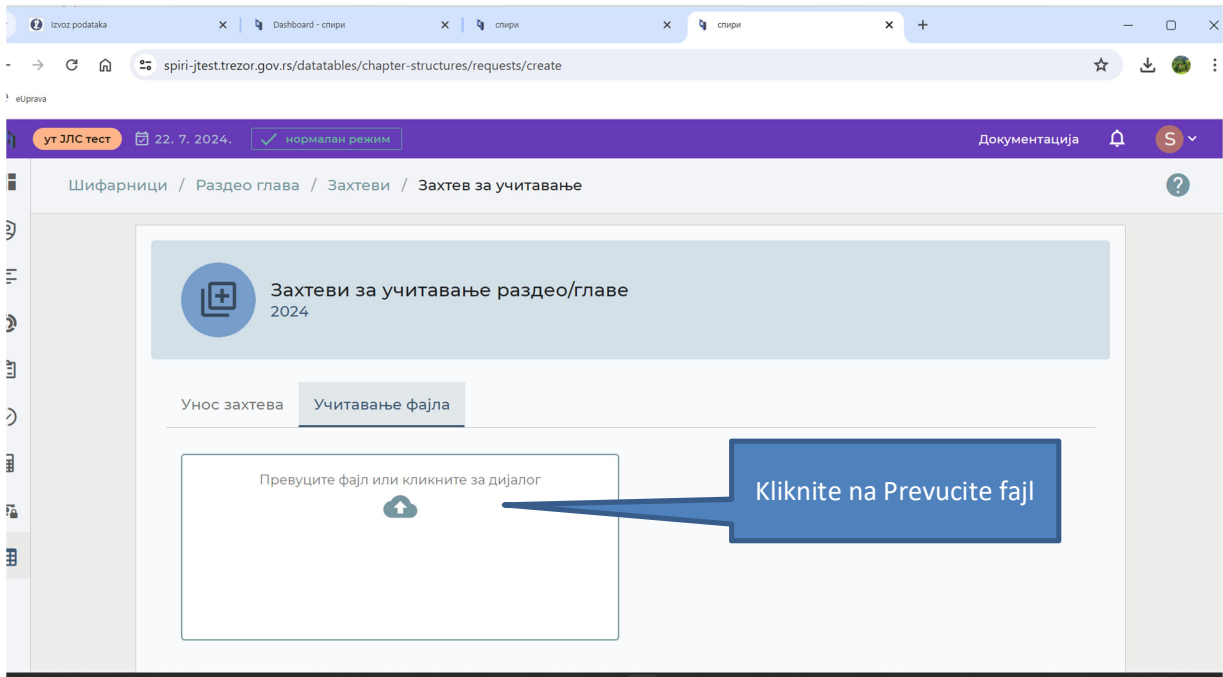 Izvoz podataka
Dashboard - спири
спири
спири
spiri-jtest.trezor.gov.rs/datatables/chapter-structures/requests/create
eUprava
ут ЈЛС тест 22. 7. 2024. нормалан режим Документација S
Шифарници / Раздео глава / Захтеви / Захтев за учитавање
Захтеви за учитавање раздео/главе
2024
Унос захтева Учитавање фајла
Превуците фајл или кликните за дијалог
Kliknite na Prevucite fajl